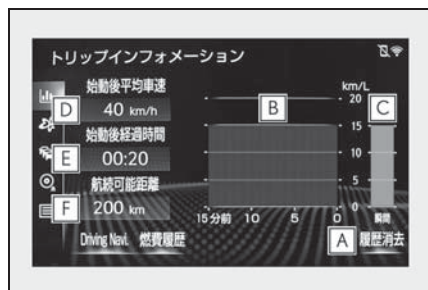 トリップインフォメーション
始動後平均車速
D 40 km/h
始動後経過時間
E 00:20
航続可能距離
F 200 km
km/L
B
C
20
15
10
5
0
15分前 10 5 0 瞬間
Driving Navi. 燃費履歴
A 履歴消去